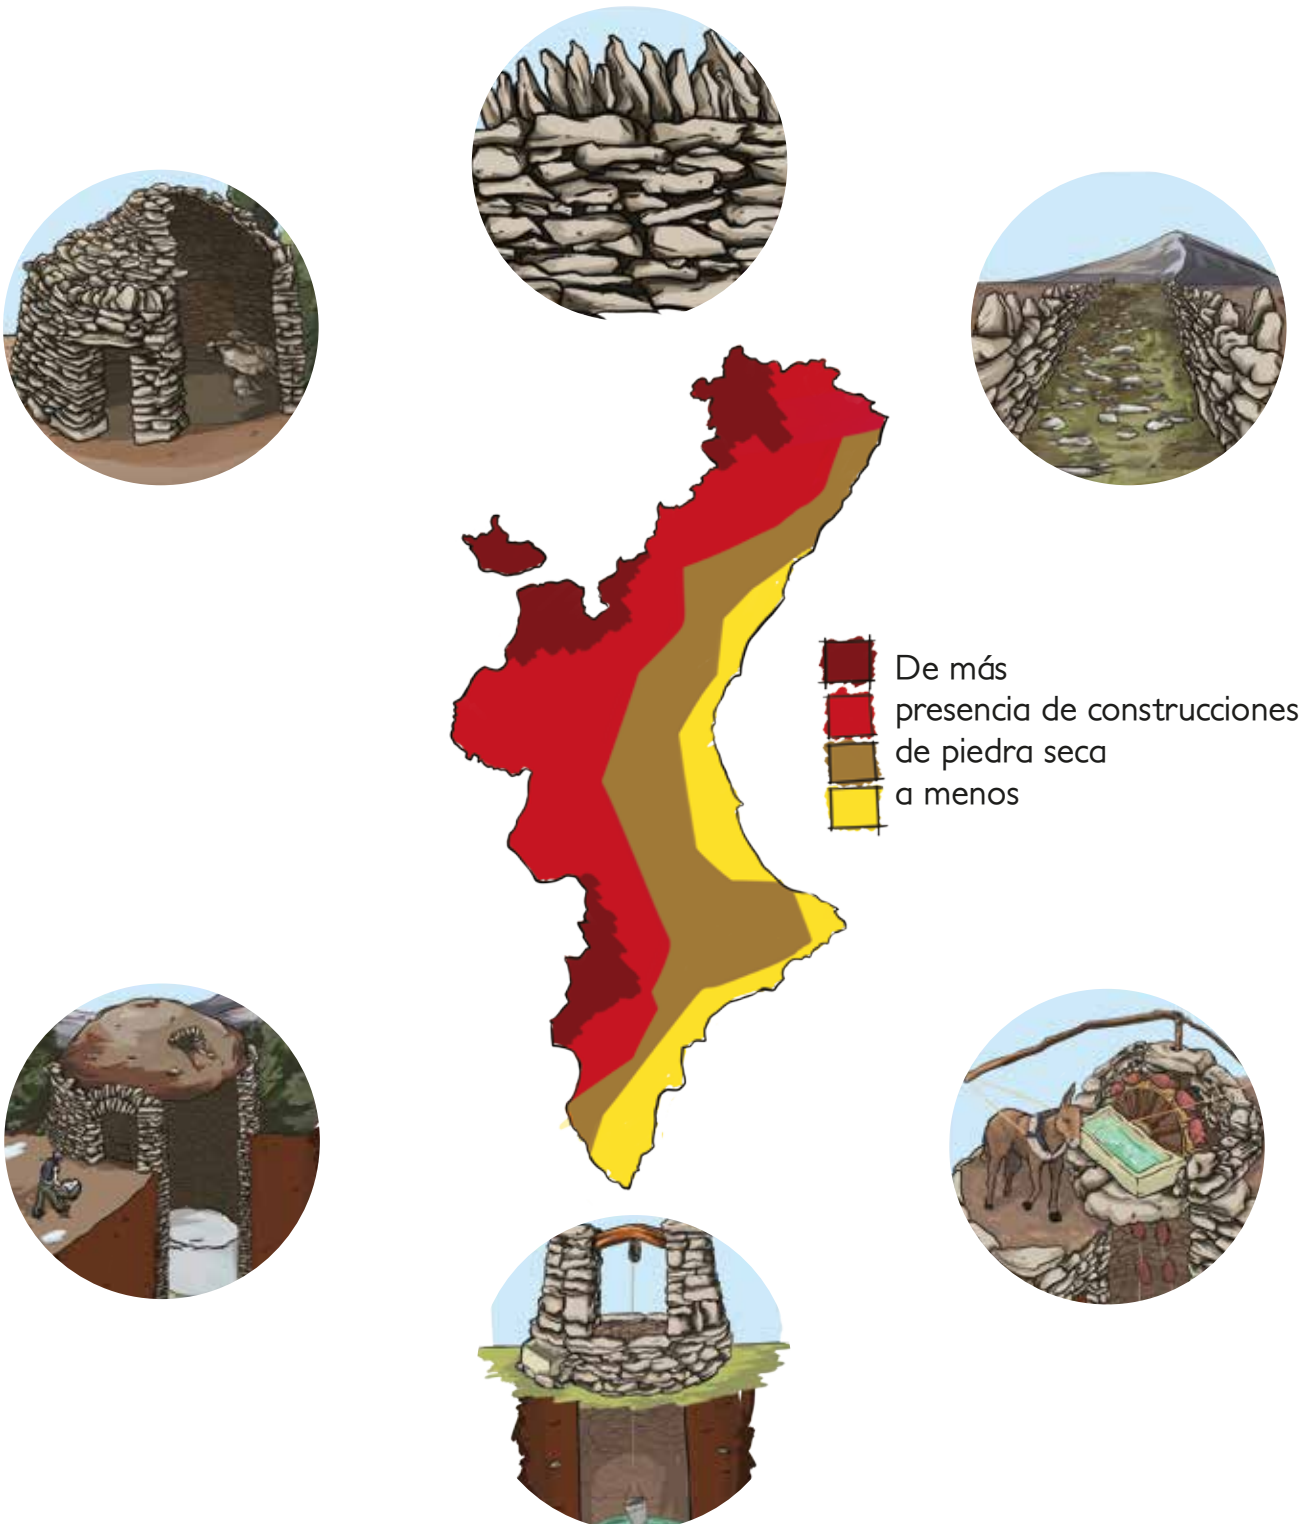 De más
presencia de construcciones
de piedra seca
a menos